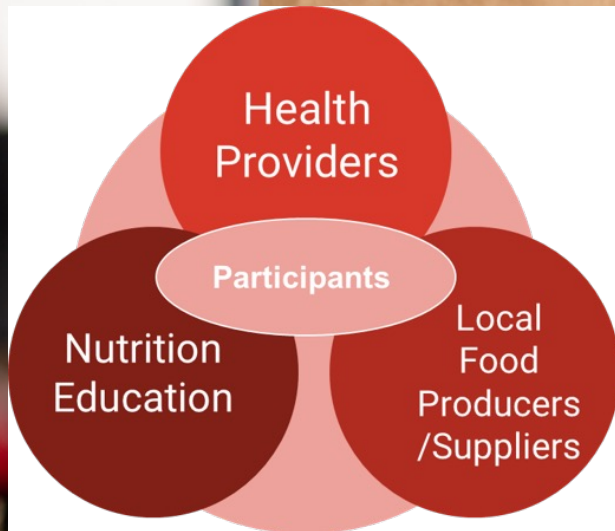 Health
Providers
Participants
Nutrition
Education
Local
Food
Producers
/Suppliers